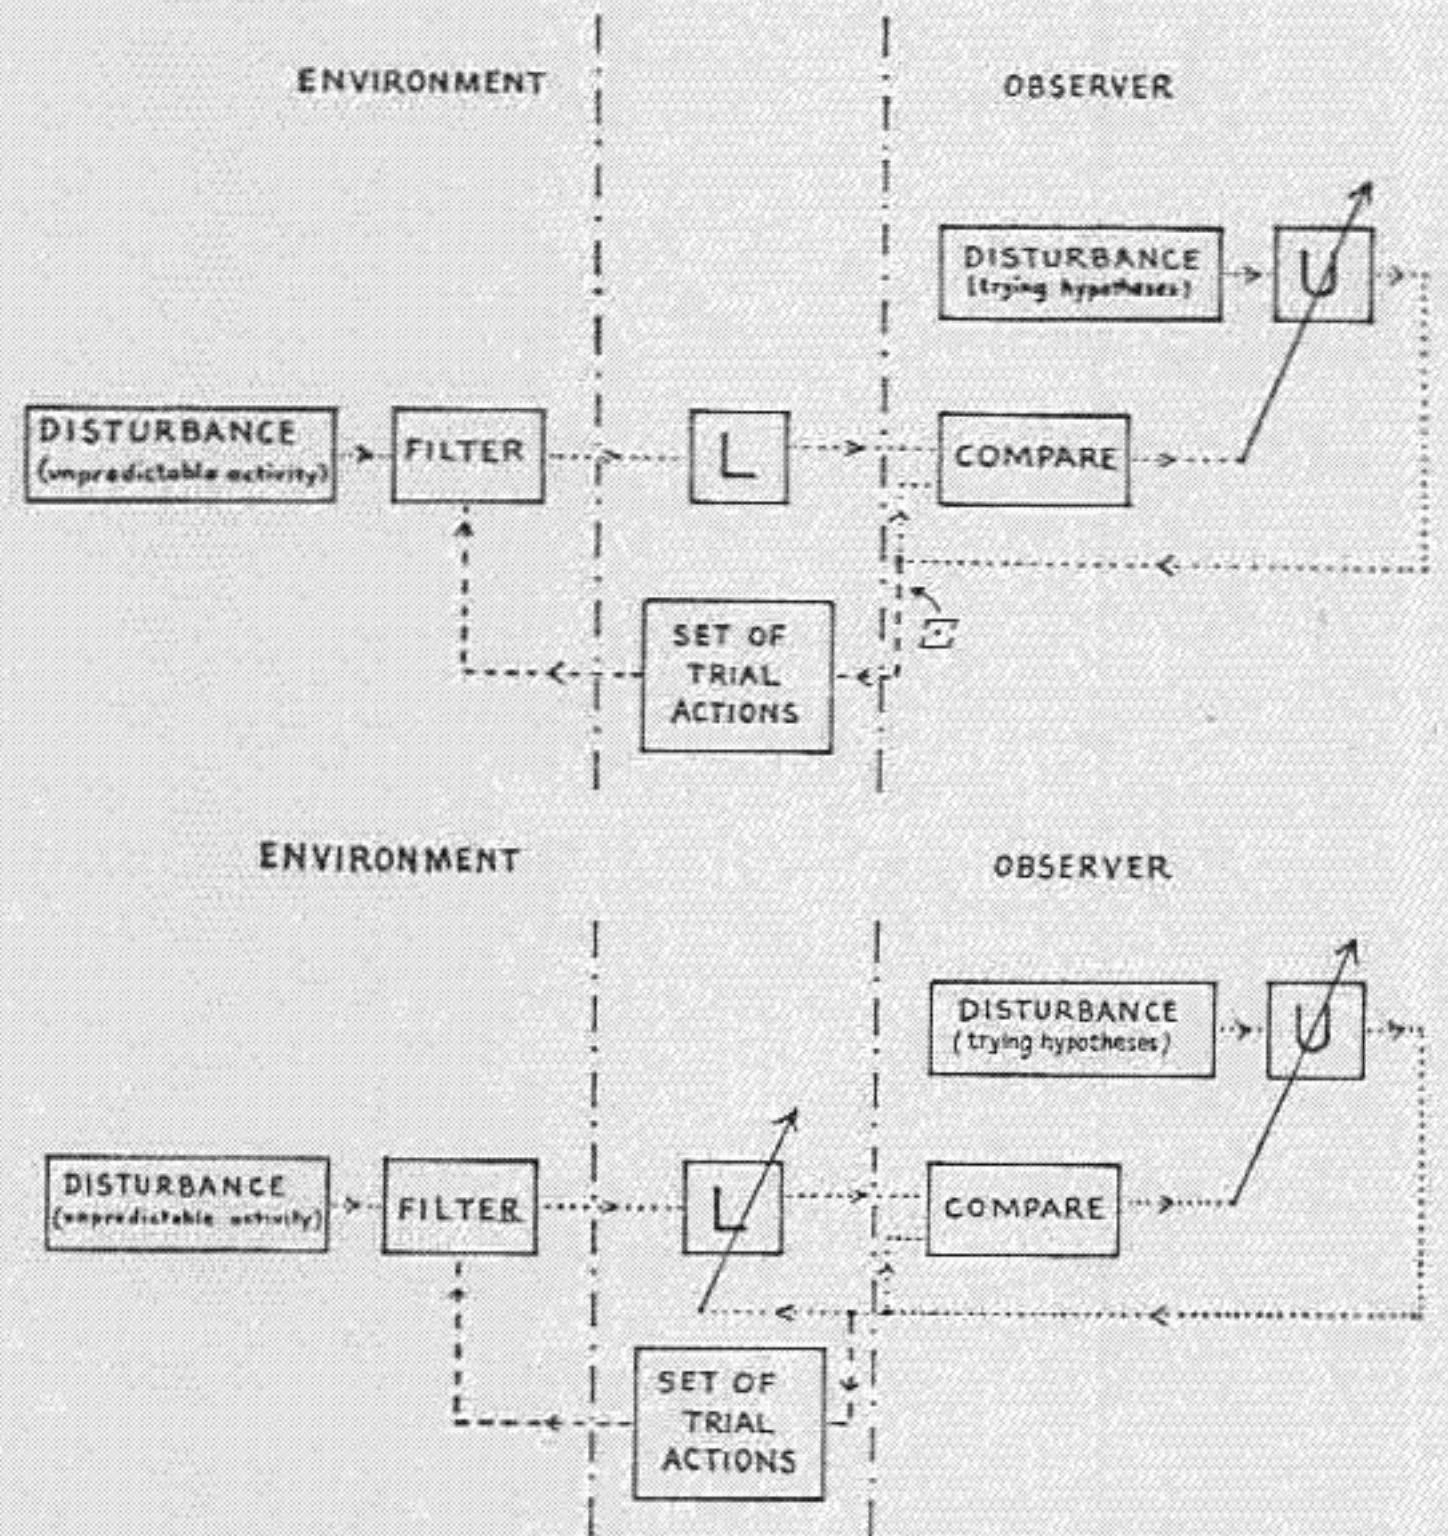 ENVIRONMENT
OBSERVER
DISTURBANCE
(trying hypotheses)
U
DISTURBANCE
(unpredictable activity)
FILTER
L
COMPARE
SET OF
TRIAL
ACTIONS
ENVIRONMENT
OBSERVER
DISTURBANCE
(trying hypotheses)
U
DISTURBANCE
(unpredictable activity)
FILTER
L
COMPARE
SET OF
TRIAL
ACTIONS